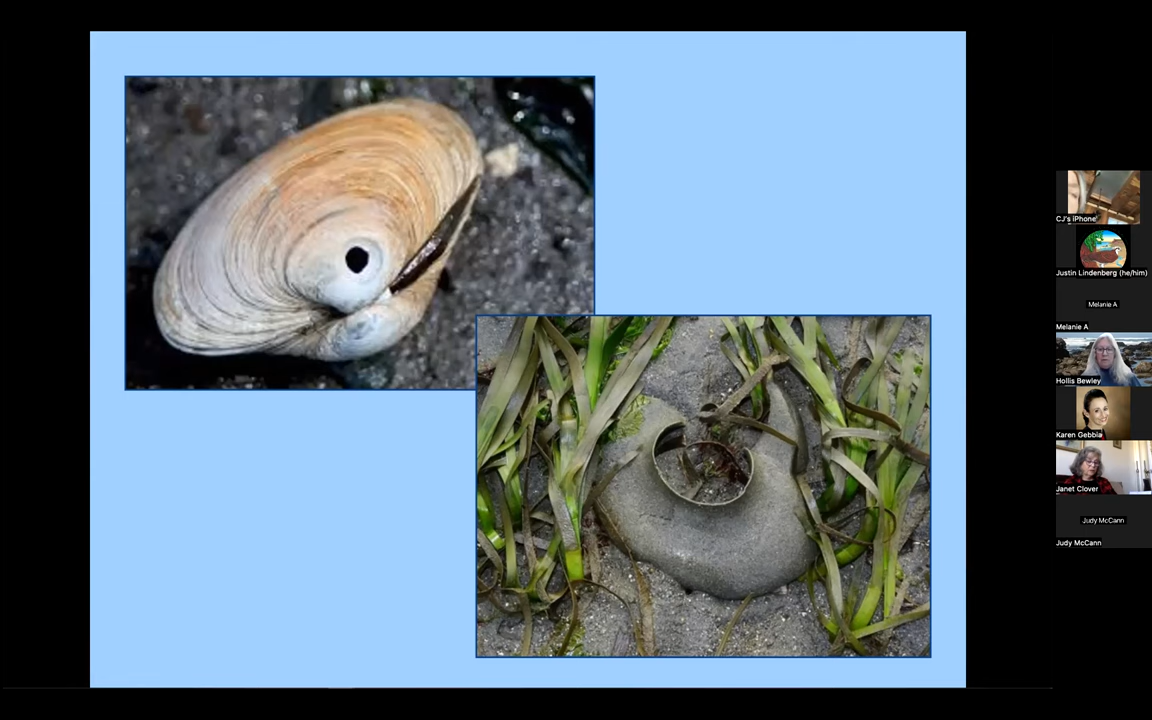 CJ's iPhone
Justin Lindenberg (he/him)
Melanie A
Melanie A
Hollis Bewley
Karen Gebbia
Janet Clover
Judy McCann
Judy McCann